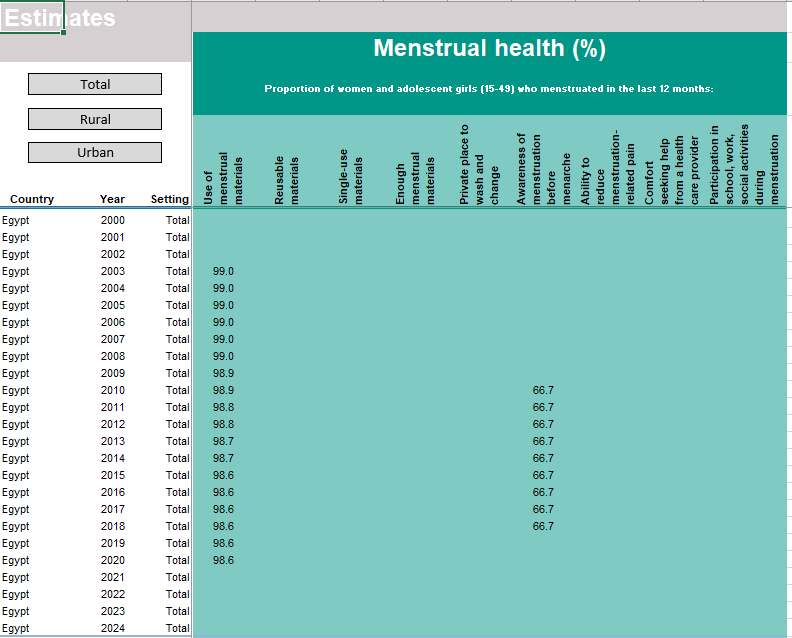 Estimates
Menstrual health (%)
Proportion of women and adolescent girls (15-49) who menstruated in the last 12 months:
Total
Rural
Urban
Country Year Setting
Use of
menstrual
materials
Reusable
materials
Single-use
materials
Enough
menstrual
materials
Private place to
wash and
change
Awareness of
menstruation
before
menarche
Ability to
reduce
menstruation-
related pain
Comfort
seeking help
from a health
care provider
Participation in
school, work,
social activities
during
menstruation
Egypt 2000 Total
Egypt 2001 Total
Egypt 2002 Total
Egypt 2003 Total 99.0
Egypt 2004 Total 99.0
Egypt 2005 Total 99.0
Egypt 2006 Total 99.0
Egypt 2007 Total 99.0
Egypt 2008 Total 99.0
Egypt 2009 Total 98.9
Egypt 2010 Total 98.9 66.7
Egypt 2011 Total 98.8 66.7
Egypt 2012 Total 98.8 66.7
Egypt 2013 Total 98.7 66.7
Egypt 2014 Total 98.7 66.7
Egypt 2015 Total 98.6 66.7
Egypt 2016 Total 98.6 66.7
Egypt 2017 Total 98.6 66.7
Egypt 2018 Total 98.6 66.7
Egypt 2019 Total 98.6
Egypt 2020 Total 98.6
Egypt 2021 Total
Egypt 2022 Total
Egypt 2023 Total
Egypt 2024 Total